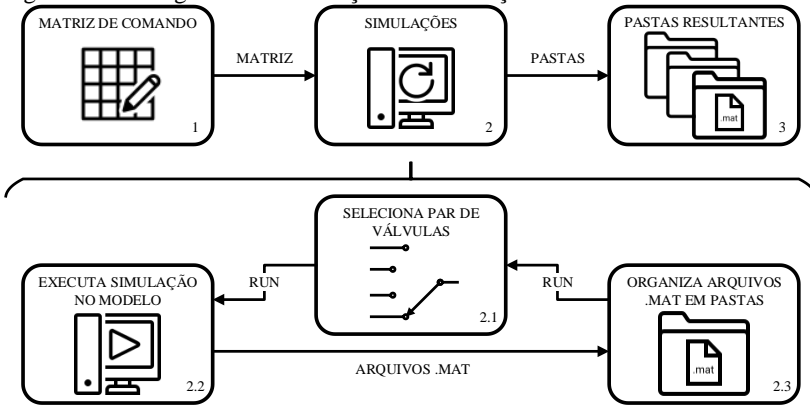 MATRIZ DE COMANDO
1
MATRIZ
SIMULAÇÕES
2
PASTAS
PASTAS RESULTANTES
.mat
3
SELECIONA PAR DE
VÁLVULAS
2.1
EXECUTA SIMULAÇÃO
NO MODELO
2.2
RUN
RUN
ORGANIZA ARQUIVOS
.MAT EM PASTAS
.mat
2.3
ARQUIVOS .MAT